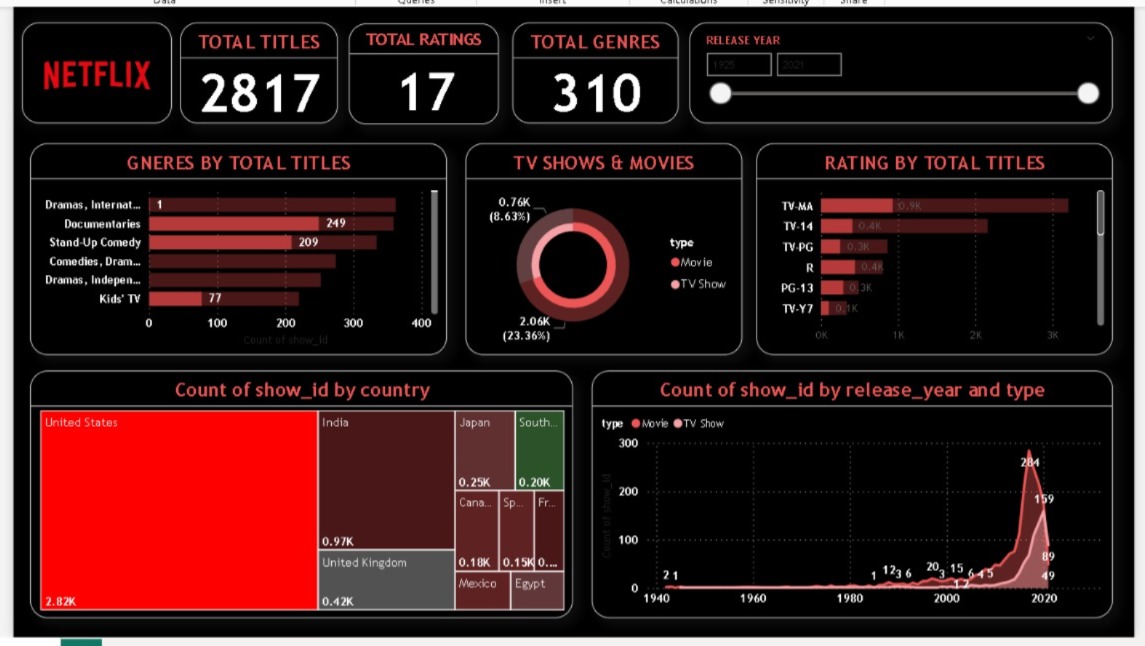 Data Queries Insert Calculations Sensitivity Share
NETFLIX
TOTAL TITLES
2817
TOTAL RATINGS
17
TOTAL GENRES
310
RELEASE YEAR
1925 2021
GNERES BY TOTAL TITLES
Dramas, Internat... 1
Documentaries 249
Stand-Up Comedy 209
Comedies, Dram...
Dramas, Indepen...
Kids' TV 77
0 100 200 300 400
Count of show_id
TV SHOWS & MOVIES
0.76K
(8.63%)
2.06K
(23.36%)
type
Movie
TV Show
RATING BY TOTAL TITLES
TV-MA 0.9K
TV-14 0.4K
TV-PG 0.3K
R 0.4K
PG-13 0.3K
TV-Y7 0.1K
0K 1K 2K 3K
Count of show_id by country
United States
2.82K
India
0.97K
United Kingdom
0.42K
Japan
0.25K
South...
0.20K
Cana...
0.18K
Sp...
0.15K
Fr...
0....
Mexico
Egypt
Count of show_id by release_year and type
type Movie TV Show
Count of show_id
300
200
100
0
284
159
89
49
2 1 1 12 3 6 20 3 15 6 4 5
1 7
1940 1960 1980 2000 2020